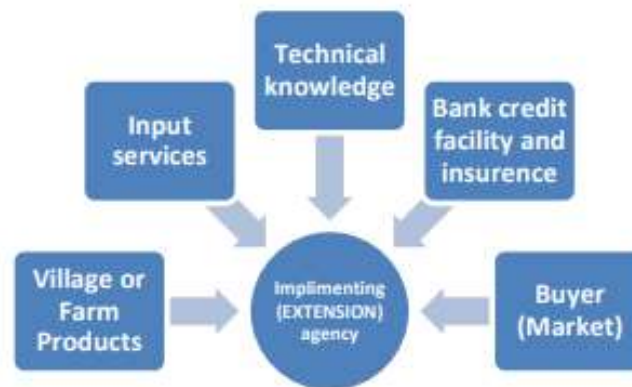 Technical
knowledge
Input
services
Bank credit
facility and
insurence
Village or
Farm
Products
Implimenting
(EXTENSION)
agency
Buyer
(Market)